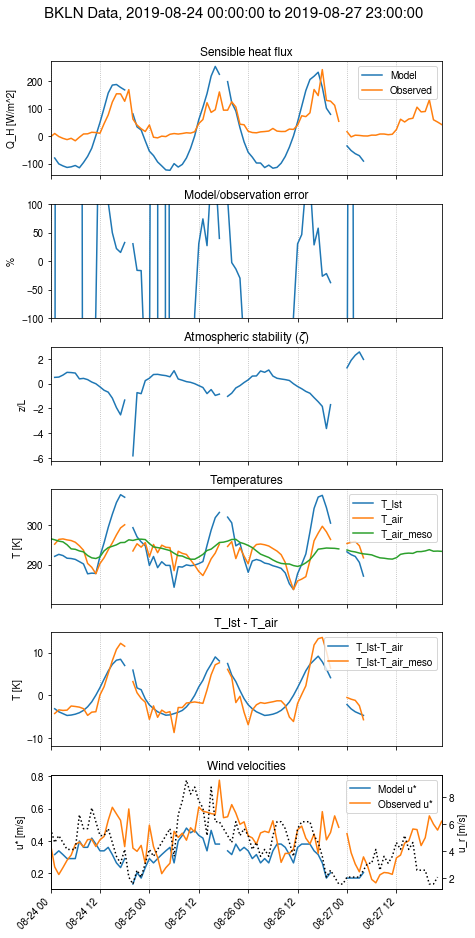 BKLN Data, 2019-08-24 00:00:00 to 2019-08-27 23:00:00
Sensible heat flux
Q_H [W/m^2]
200
100
0
−100
Model
Observed
Model/observation error
%
100
50
0
−50
−100
Atmospheric stability (ζ)
z/L
2
0
−2
−4
−6
Temperatures
T [K]
300
290
T_lst
T_air
T_air_meso
T_lst - T_air
T [K]
10
0
−10
T_lst-T_air
T_lst-T_air_meso
Wind velocities
u* [m/s]
0.8
0.6
0.4
0.2
Model u*
Observed u*
8
6
4
2
u_r [m/s]
08-24 00
08-24 12
08-25 00
08-25 12
08-26 00
08-26 12
08-27 00
08-27 12